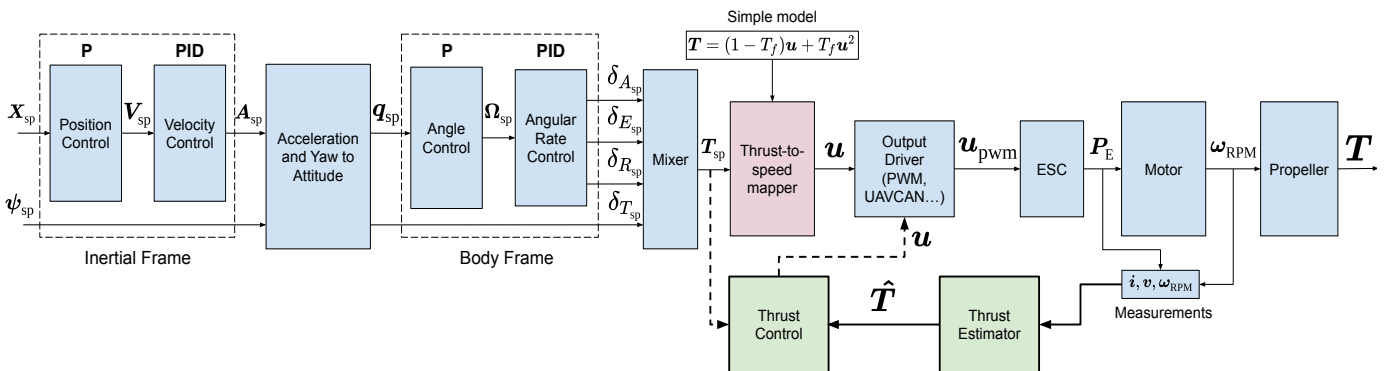 Simple model
T = (1 − T_f)u + T_f u²
P
PID
P
PID
X_sp
Position
Control
V_sp
Velocity
Control
A_sp
Acceleration
and Yaw to
Attitude
q_sp
Angle
Control
Ω_sp
Angular
Rate
Control
δ_A_sp
δ_E_sp
δ_R_sp
δ_T_sp
Mixer
T_sp
Thrust-to-
speed
mapper
u
Output
Driver
(PWM,
UAVCAN...)
u_pwm
ESC
P_E
Motor
ω_RPM
Propeller
T
ψ_sp
Inertial Frame
Body Frame
u
Thrust
Control
T̂
Thrust
Estimator
i, v, ω_RPM
Measurements